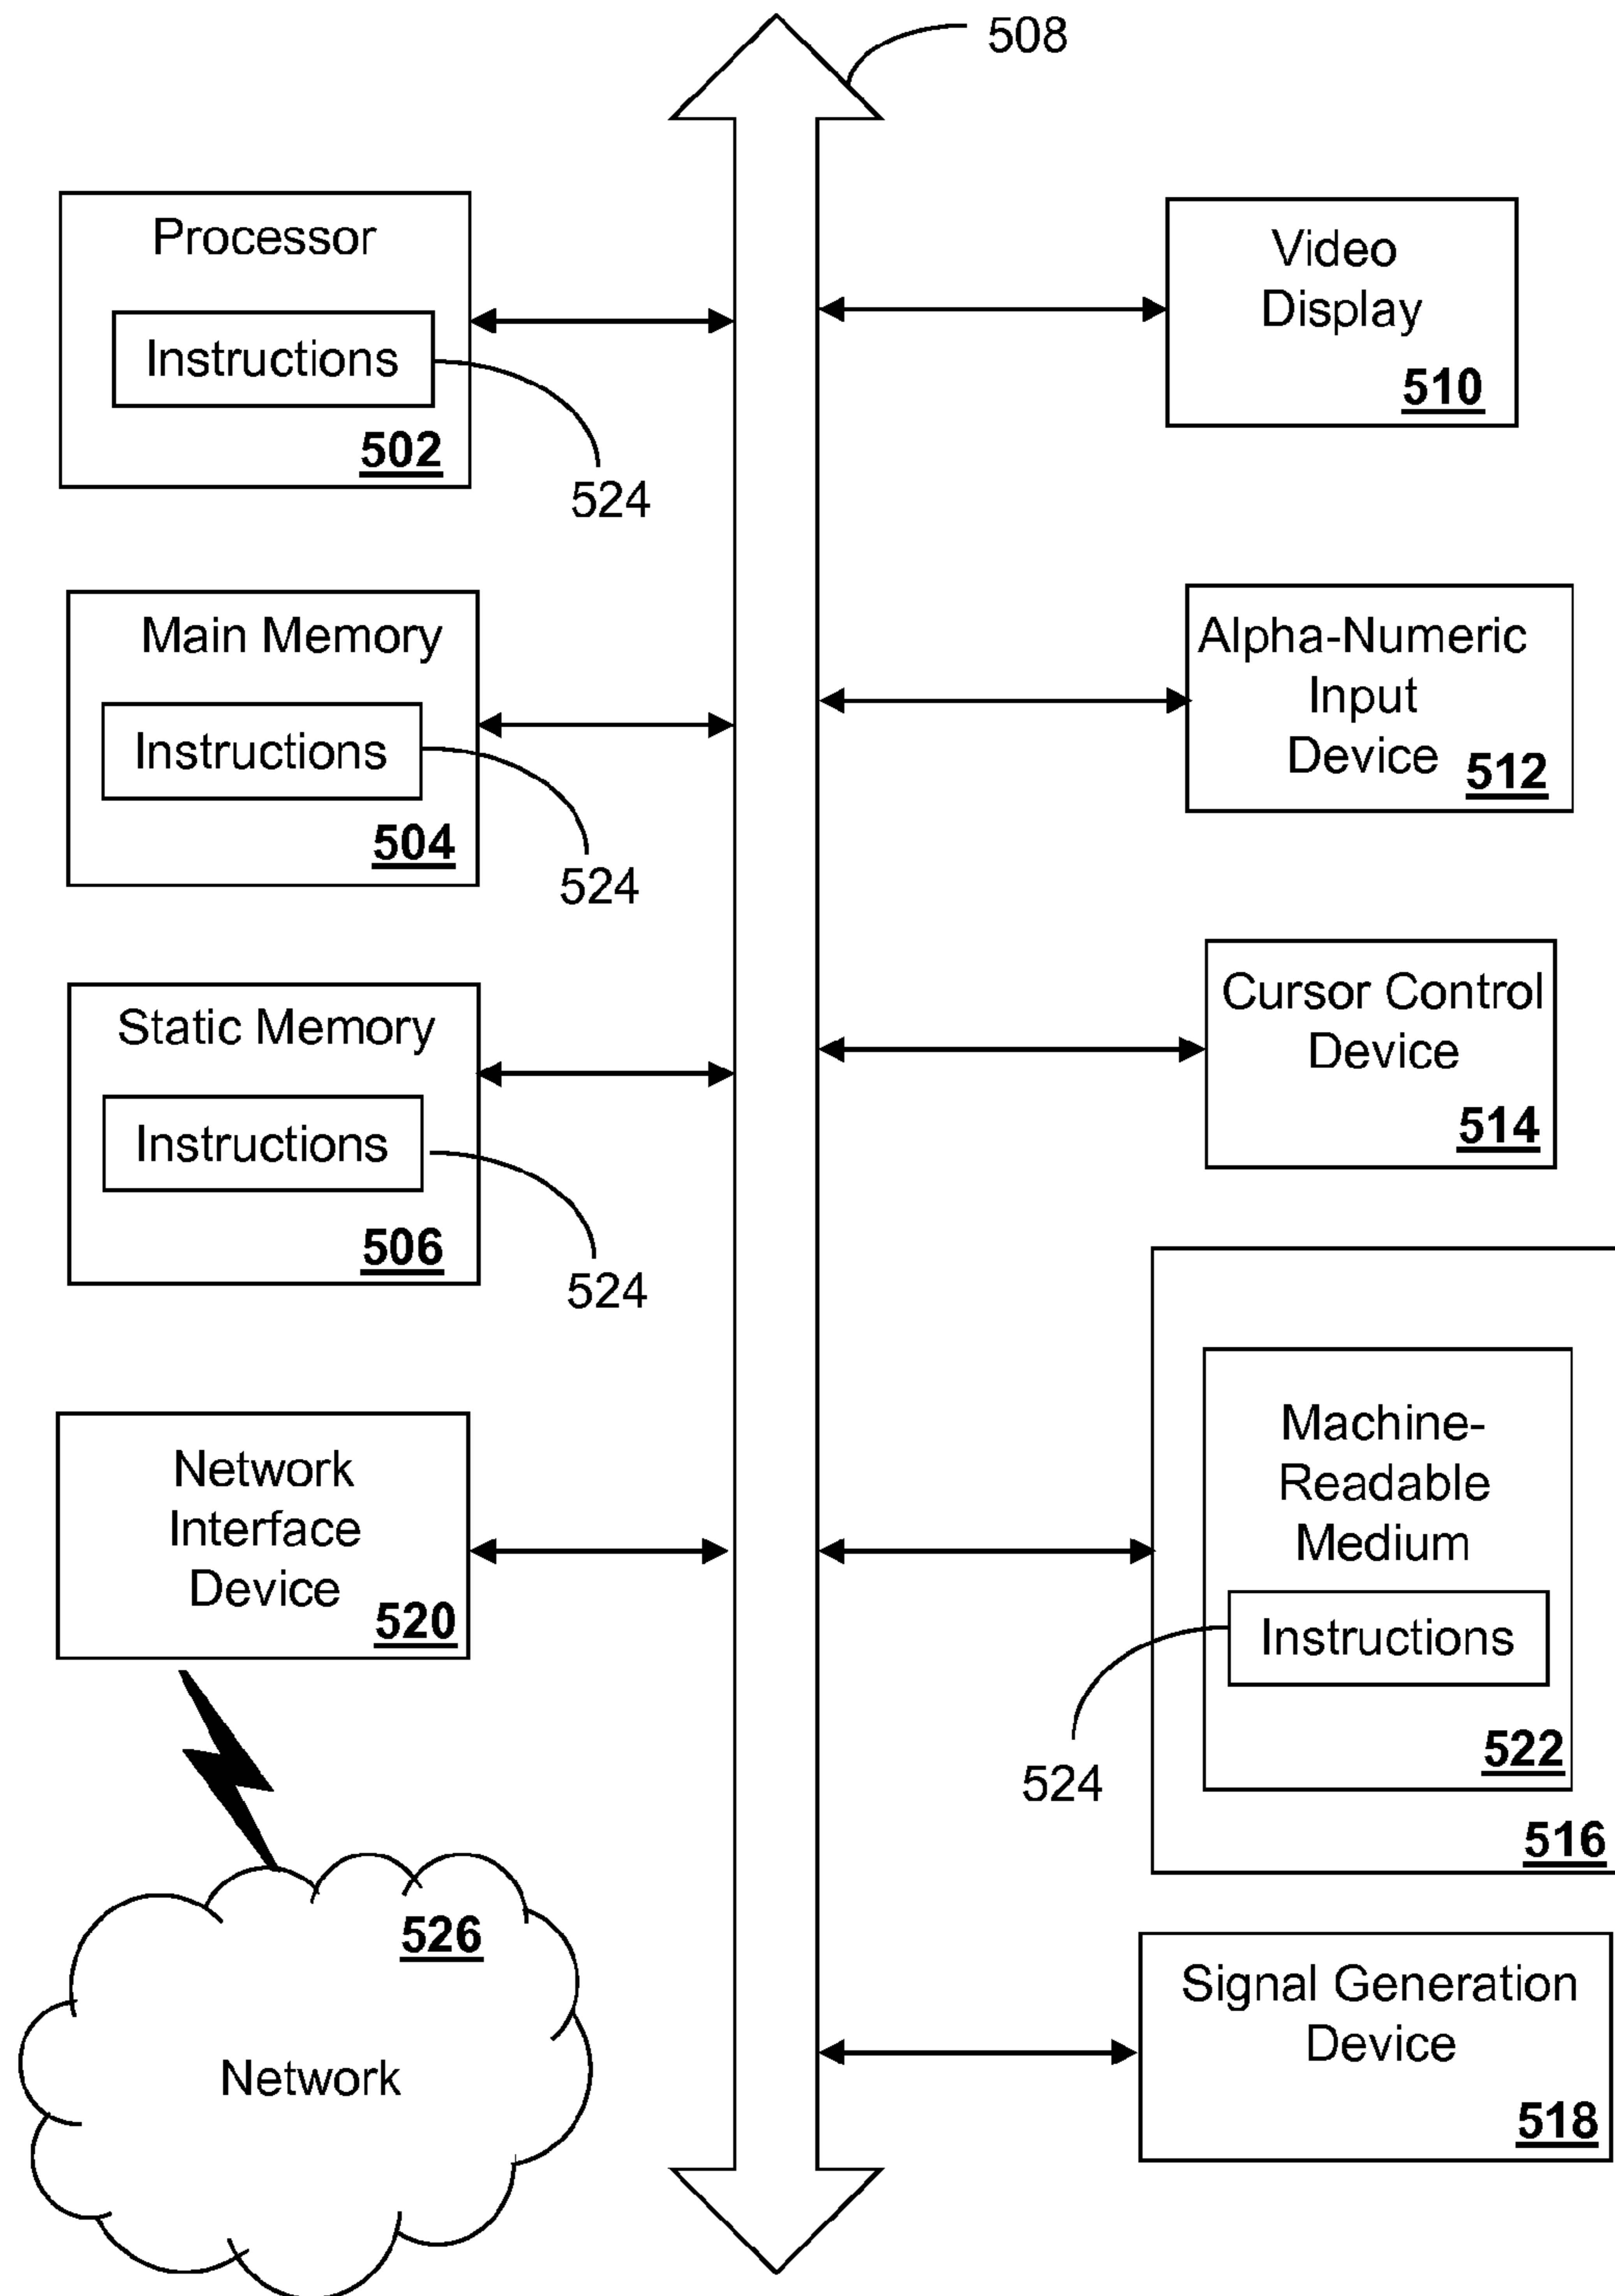 508
Processor
Instructions
502
524
Main Memory
Instructions
504
524
Static Memory
Instructions
506
524
Network
Interface
Device
520
526
Network
Video
Display
510
Alpha-Numeric
Input
Device 512
Cursor Control
Device
514
Machine-
Readable
Medium
Instructions
524
522
516
Signal Generation
Device
518